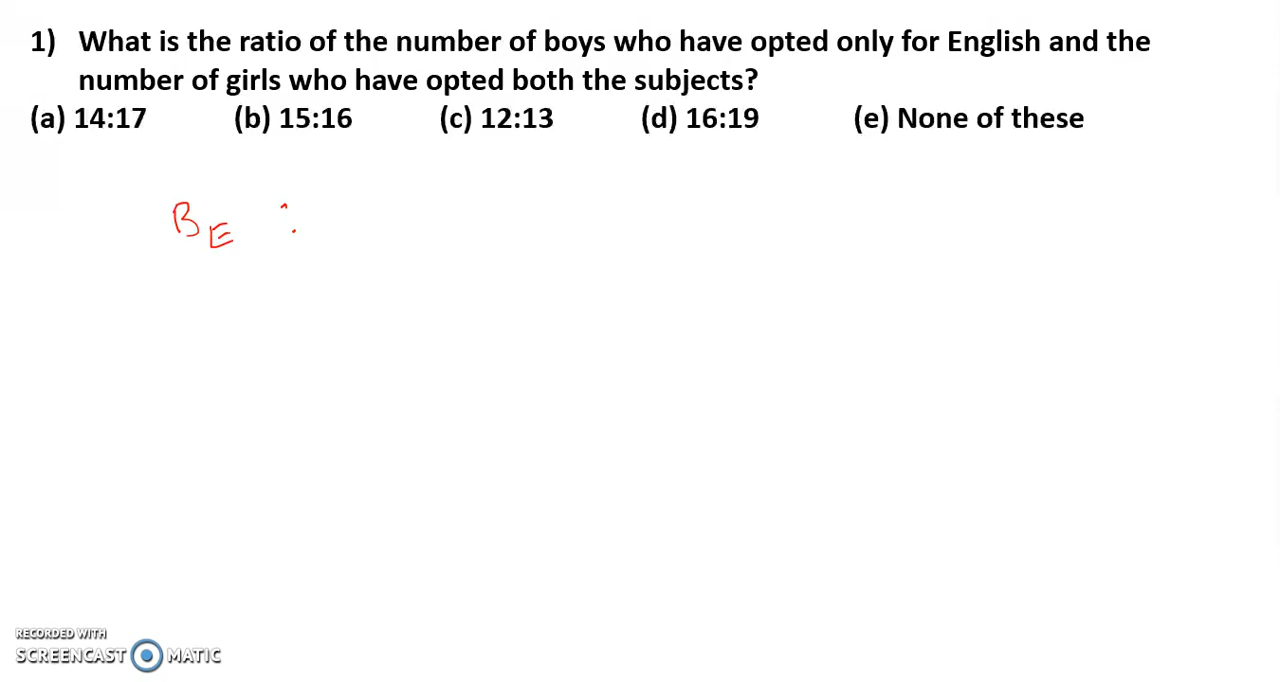 1) What is the ratio of the number of boys who have opted only for English and the
number of girls who have opted both the subjects?
(a) 14:17 (b) 15:16 (c) 12:13 (d) 16:19 (e) None of these
B E :
RECORDED WITH
SCREENCAST MATIC